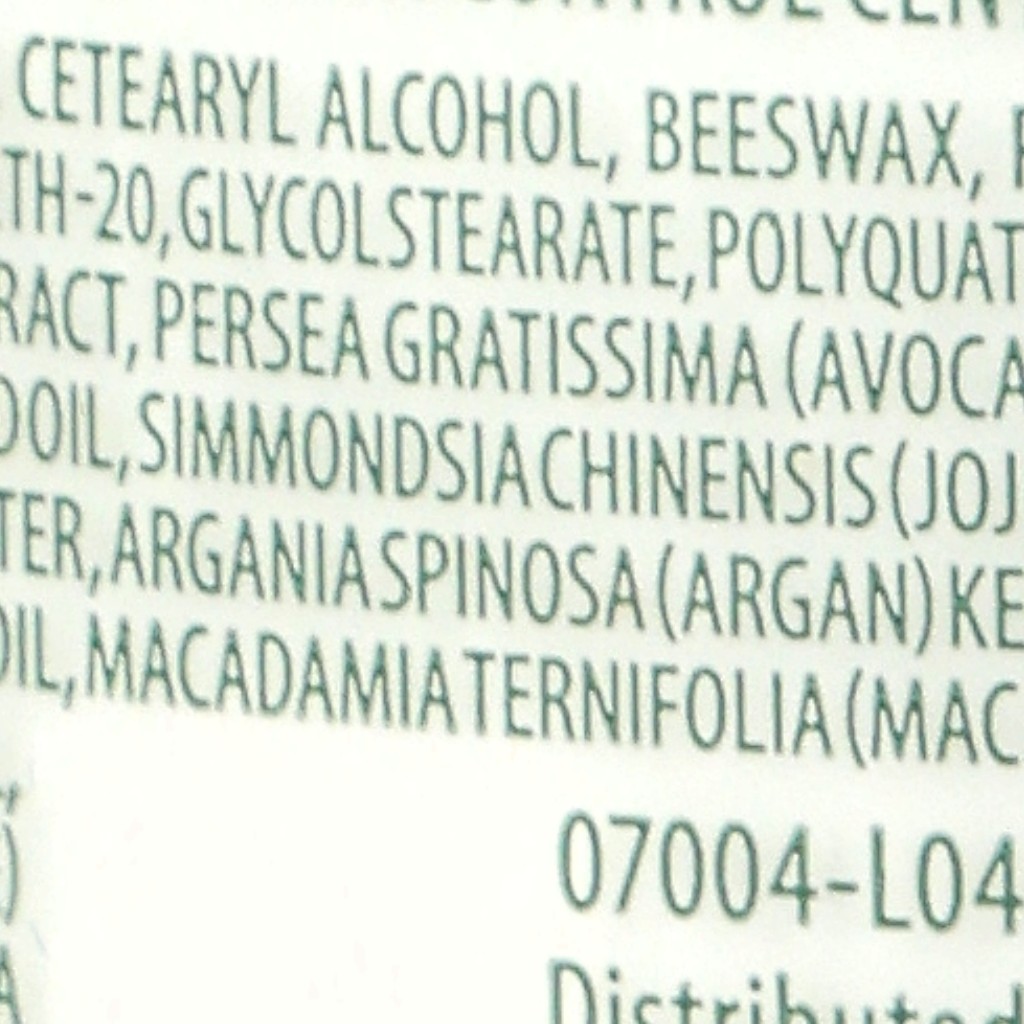 CETEARYL ALCOHOL, BEESWAX,
TH-20, GLYCOL STEARATE, POLYQUAT
RACT, PERSEA GRATISSIMA (AVOCA
OIL, SIMMONDSIA CHINENSIS (JOJ
TER, ARGANIA SPINOSA (ARGAN) KE
OIL, MACADAMIA TERNIFOLIA (MAC
07004-L04
Distributed